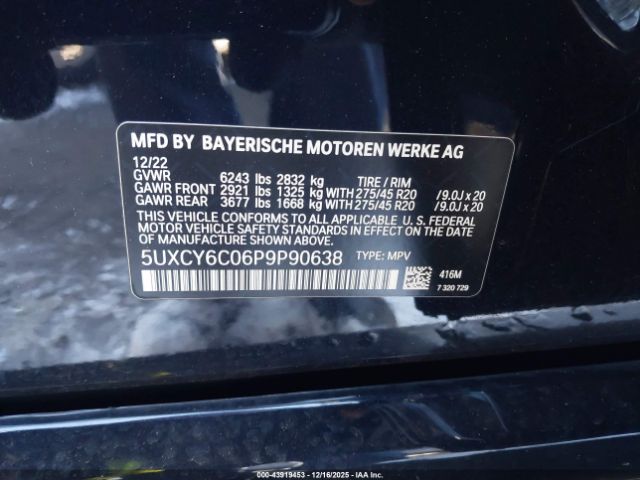 MFD BY BAYERISCHE MOTOREN WERKE AG
12/22
GVWR 6243 lbs 2832 kg TIRE / RIM
GAWR FRONT 2921 lbs 1325 kg WITH 275/45 R20 / 9.0J x 20
GAWR REAR 3677 lbs 1668 kg WITH 275/45 R20 / 9.0J x 20
THIS VEHICLE CONFORMS TO ALL APPLICABLE U. S. FEDERAL
MOTOR VEHICLE SAFETY STANDARDS IN EFFECT ON THE
DATE OF MANUFACTURE SHOWN ABOVE.
5UXCY6C06P9P90638 TYPE: MPV
416M
7 320 729
000-43919453 - 12/16/2025 - IAAI Inc.